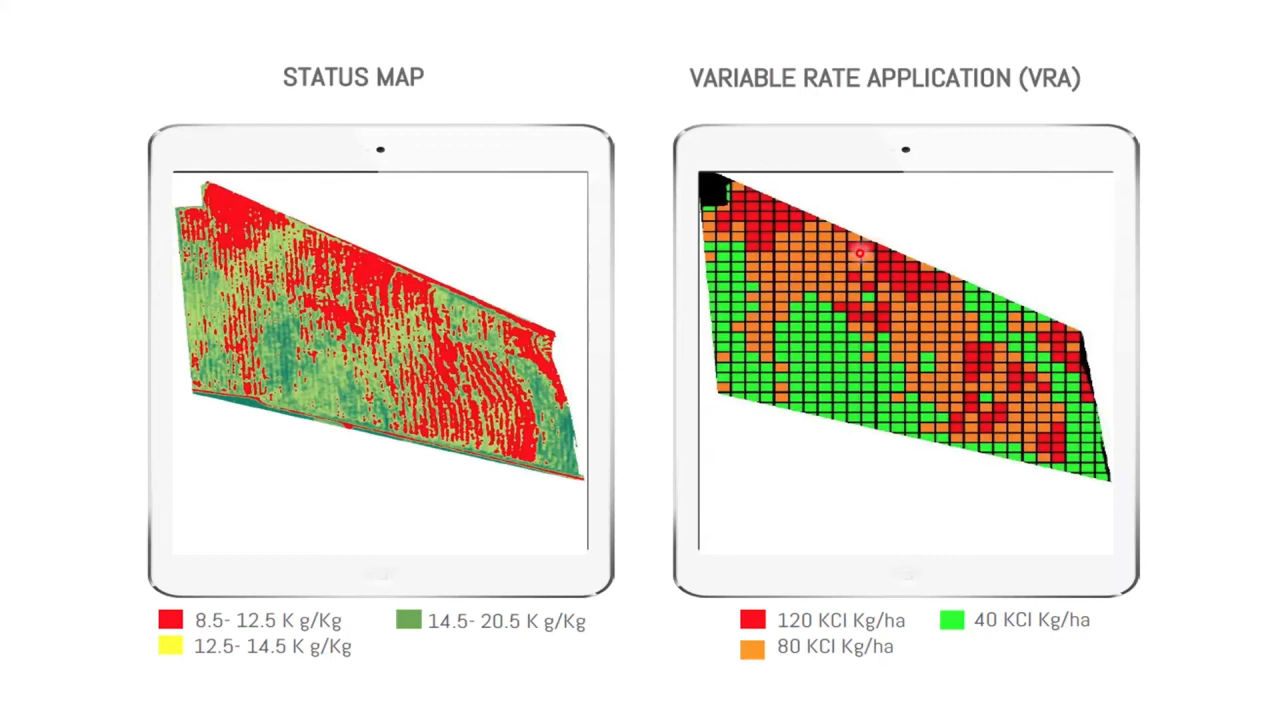 STATUS MAP
VARIABLE RATE APPLICATION (VRA)
8.5- 12.5 K g/Kg
14.5- 20.5 K g/Kg
12.5- 14.5 K g/Kg
120 KCl Kg/ha
40 KCl Kg/ha
80 KCl Kg/ha